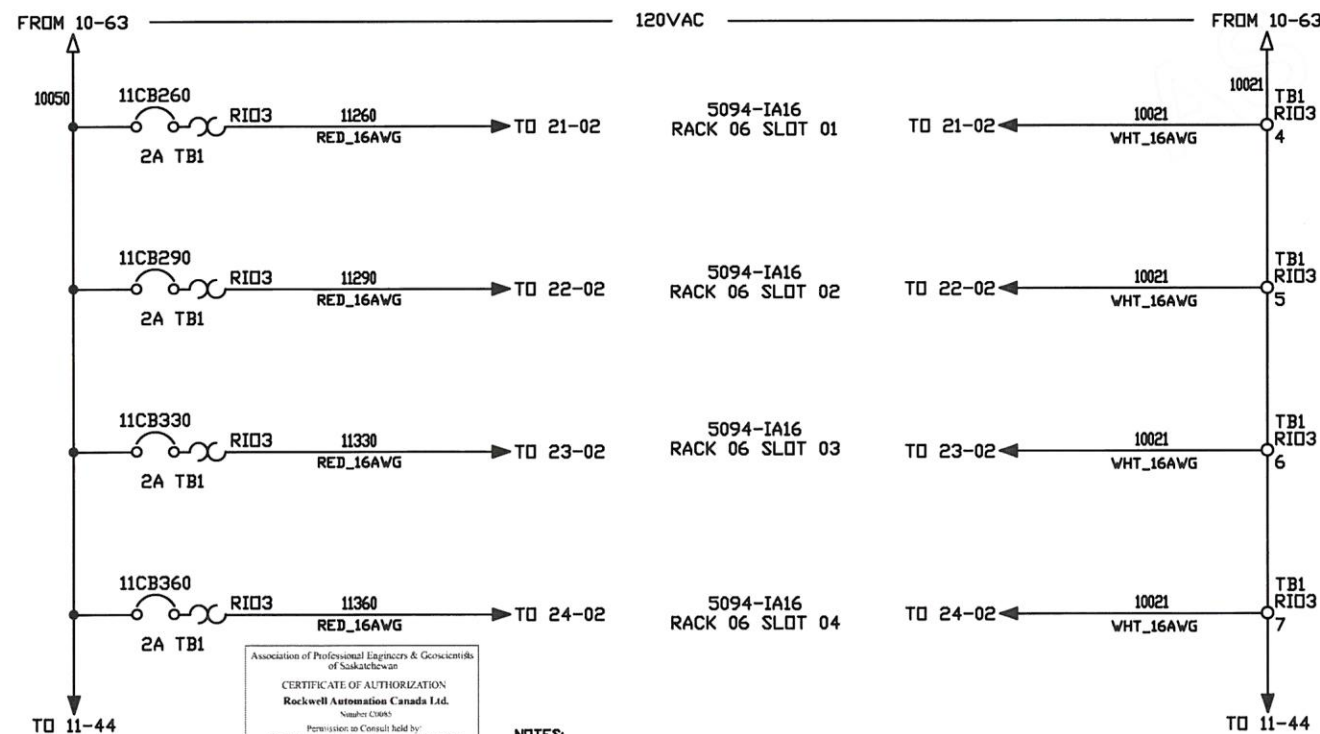 FROM 10-63 120VAC FROM 10-63
10050 10021
11CB260 RIO3 11260 TO 21-02 5094-IA16 TO 21-02 10021 TB1
2A TB1 RED_16AWG RACK 06 SLOT 01 WHT_16AWG RIO3
4
11CB290 RIO3 11290 TO 22-02 5094-IA16 TO 22-02 10021 TB1
2A TB1 RED_16AWG RACK 06 SLOT 02 WHT_16AWG RIO3
5
11CB330 RIO3 11330 TO 23-02 5094-IA16 TO 23-02 10021 TB1
2A TB1 RED_16AWG RACK 06 SLOT 03 WHT_16AWG RIO3
6
11CB360 RIO3 11360 TO 24-02 5094-IA16 TO 24-02 10021 TB1
2A TB1 RED_16AWG RACK 06 SLOT 04 WHT_16AWG RIO3
7
Association of Professional Engineers & Geoscientists
of Saskatchewan
CERTIFICATE OF AUTHORIZATION
Rockwell Automation Canada Ltd.
Number C0085
Permission to Consult held by:
TO 11-44 NOTES: TO 11-44